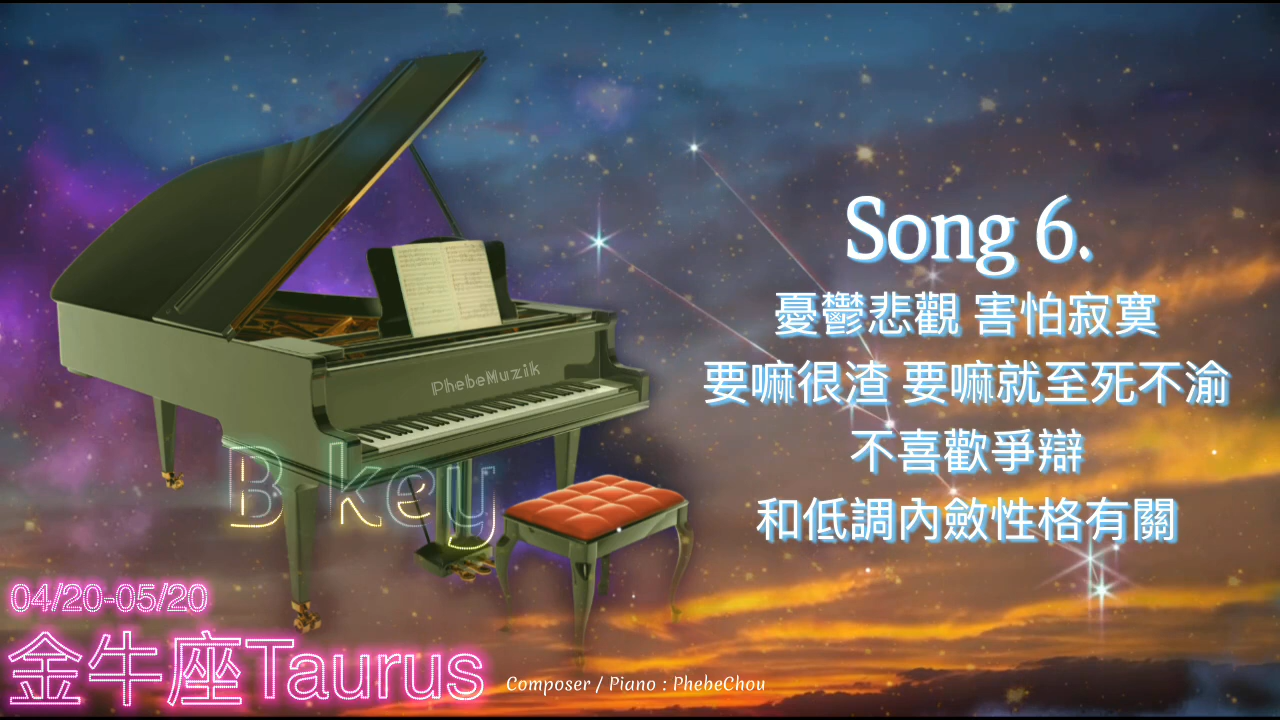 Song 6.
憂鬱悲觀 害怕寂寞
要嘛很渣 要嘛就至死不渝
不喜歡爭辯
和低調內斂性格有關
PhebeMuzik
B key
04/20-05/20
金牛座Taurus
Composer / Piano : PhebeChou